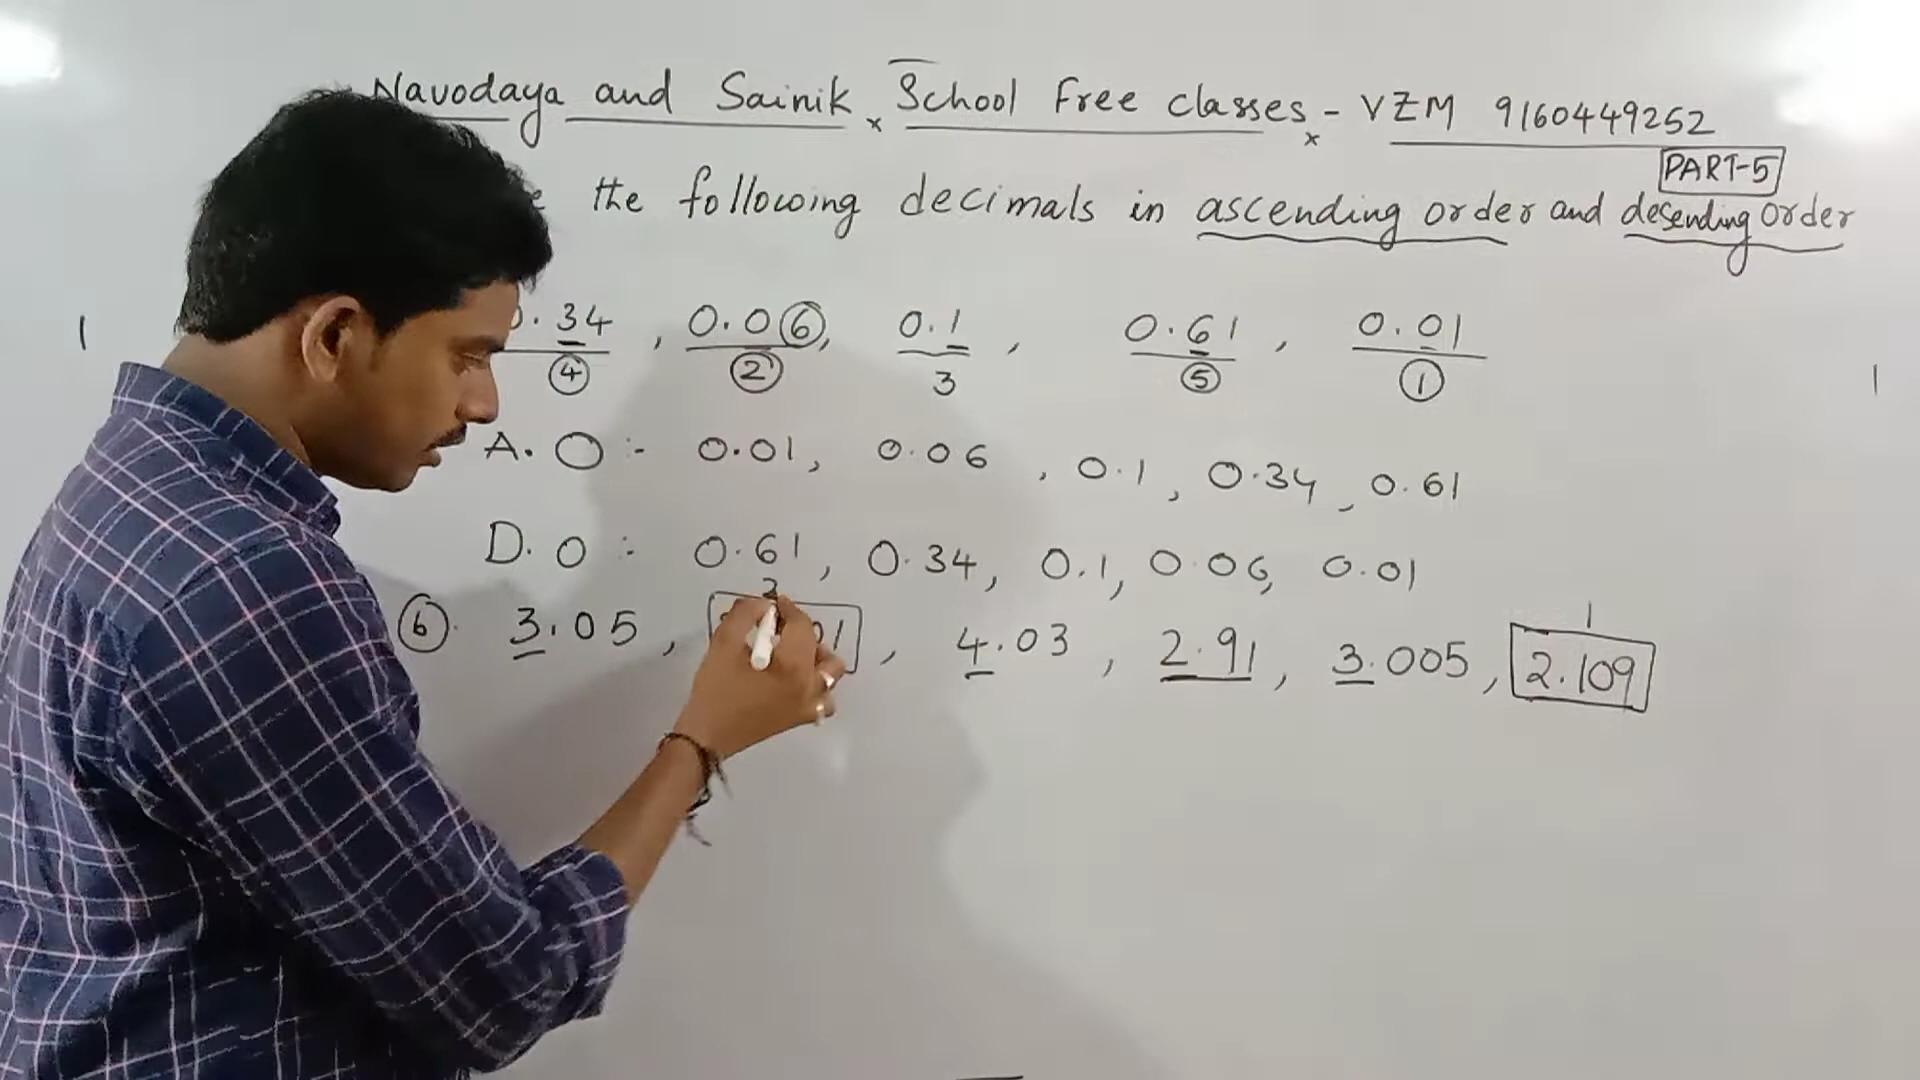 Navodaya and Sainik School Free classes - VZM 9160449252
PART-5
the following decimals in ascending order and desending order
0.34, 0.06, 0.1, 0.61, 0.01
4 2 3 5 1
A.O :- 0.01, 0.06, 0.1, 0.34, 0.61
D.O :- 0.61, 0.34, 0.1, 0.06, 0.01
2 1
6. 3.05, 4.03, 2.91, 3.005, 2.109